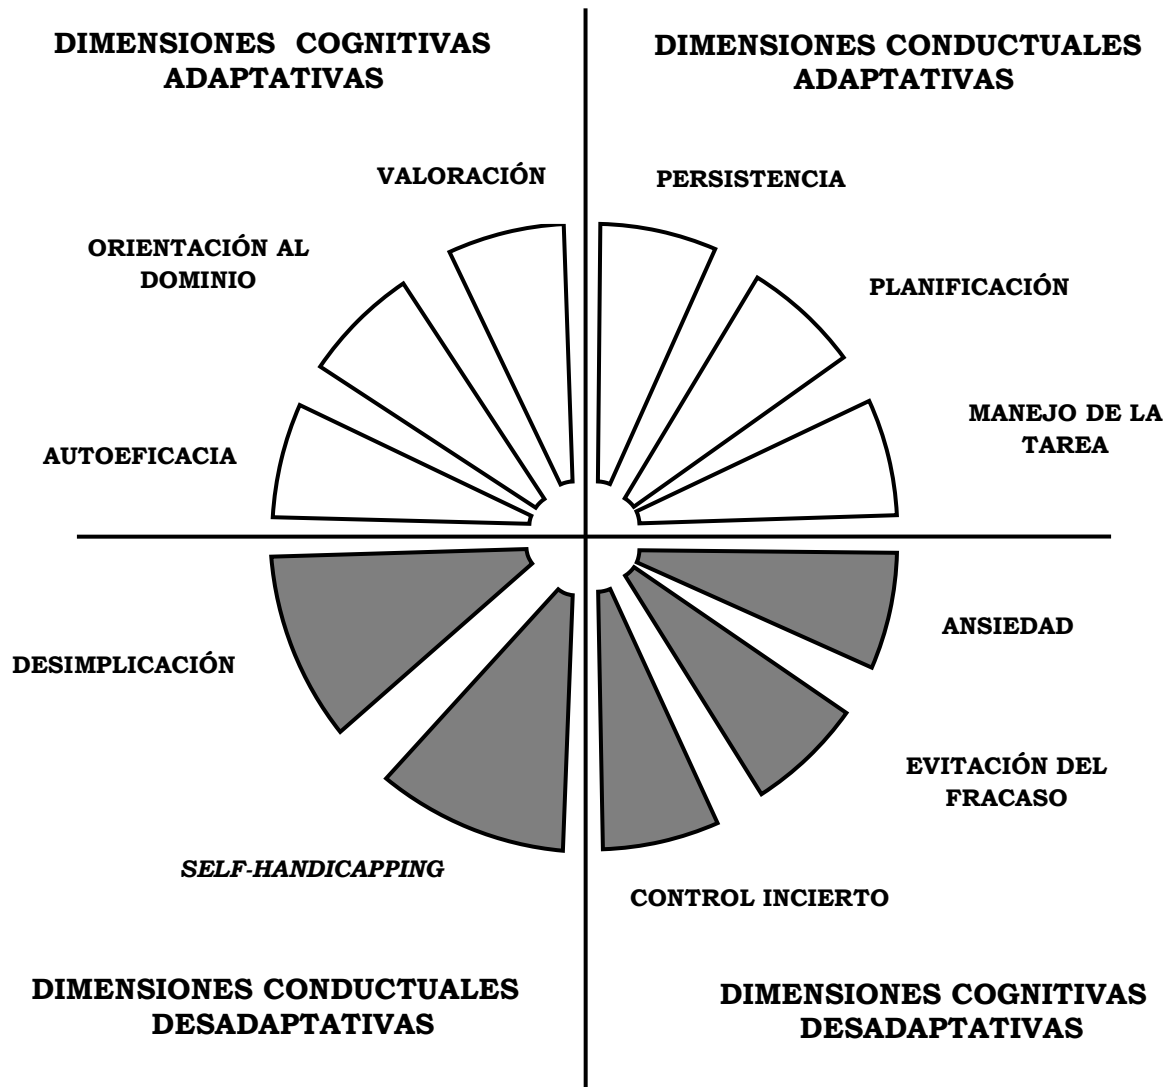 DIMENSIONES COGNITIVAS
ADAPTATIVAS
DIMENSIONES CONDUCTUALES
ADAPTATIVAS
VALORACIÓN
PERSISTENCIA
ORIENTACIÓN AL
DOMINIO
PLANIFICACIÓN
MANEJO DE LA
TAREA
AUTOEFICACIA
DESIMPLICACIÓN
ANSIEDAD
EVITACIÓN DEL
FRACASO
SELF-HANDICAPPING
CONTROL INCIERTO
DIMENSIONES CONDUCTUALES
DESADAPTATIVAS
DIMENSIONES COGNITIVAS
DESADAPTATIVAS